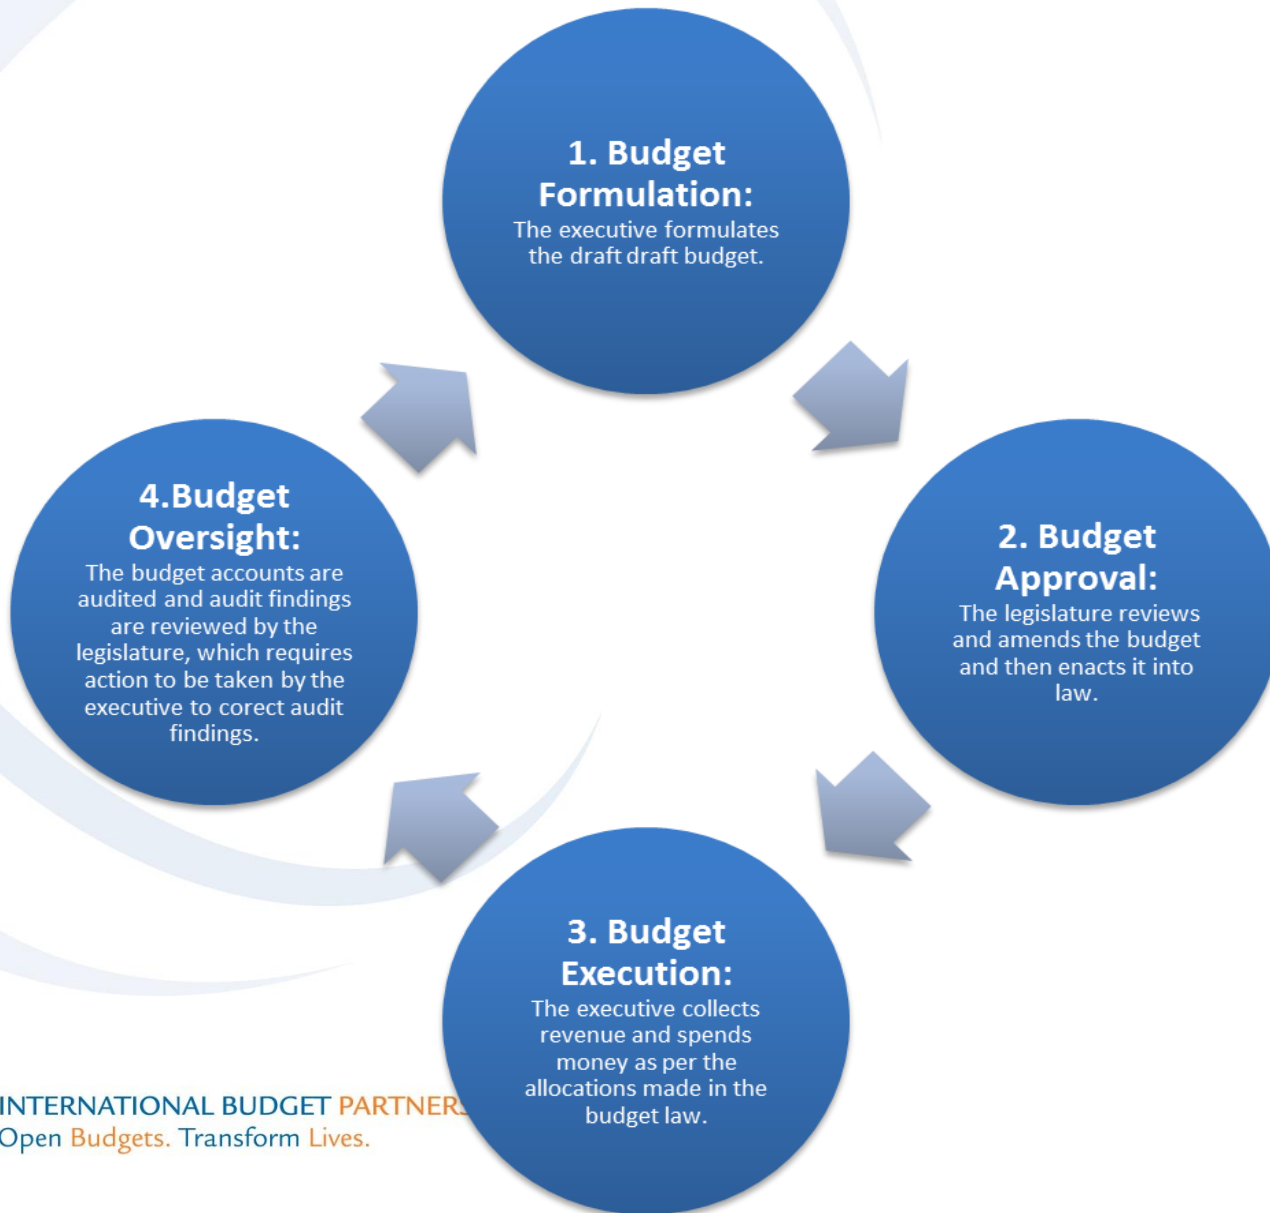 1. Budget
Formulation:
The executive formulates
the draft draft budget.
2. Budget
Approval:
The legislature reviews
and amends the budget
and then enacts it into
law.
3. Budget
Execution:
The executive collects
revenue and spends
money as per the
allocations made in the
budget law.
4.Budget
Oversight:
The budget accounts are
audited and audit findings
are reviewed by the
legislature, which requires
action to be taken by the
executive to corect audit
findings.
INTERNATIONAL BUDGET PARTNERS
Open Budgets. Transform Lives.